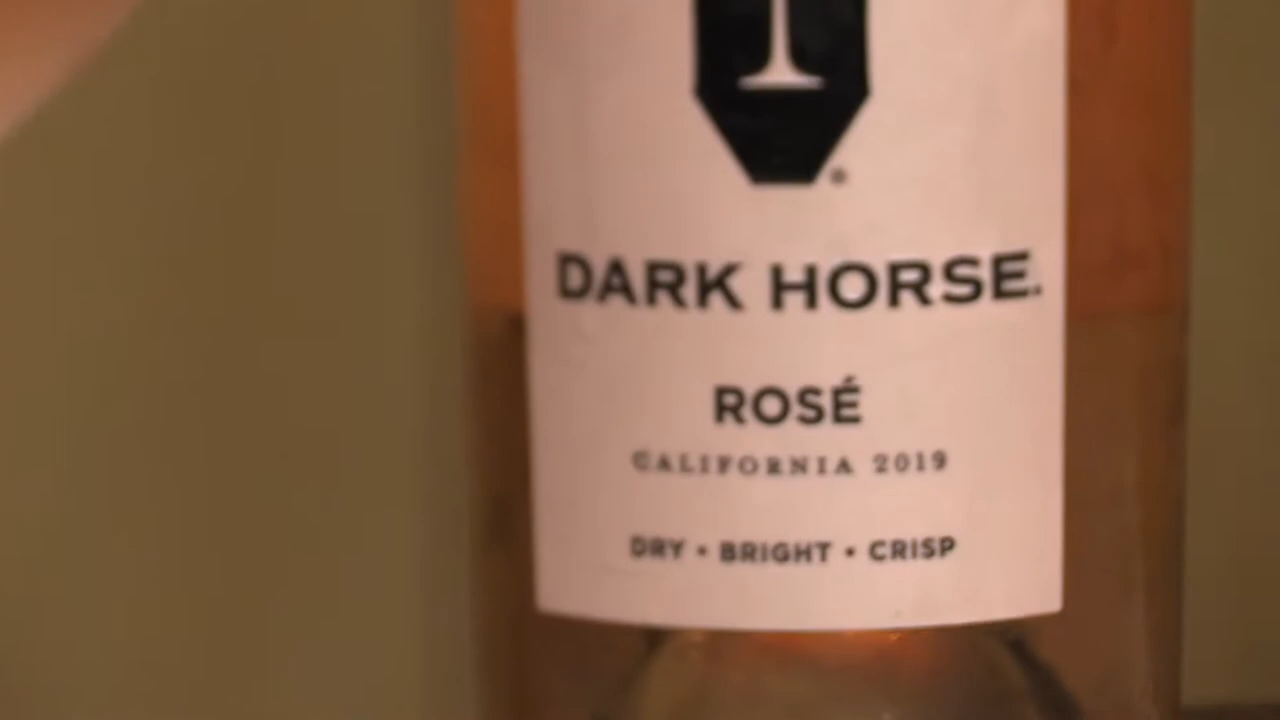 DARK HORSE.
ROSÉ
CALIFORNIA 2019
DRY • BRIGHT • CRISP